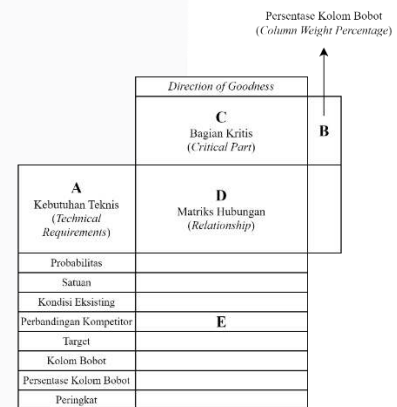 Persentase Kolom Bobot
(Column Weight Percentage)
Direction of Goodness
C
Bagian Kritis
(Critical Part)
B
A
Kebutuhan Teknis
(Technical
Requirements)
D
Matriks Hubungan
(Relationship)
Probabilitas
Satuan
Kondisi Eksisting
Perbandingan Kompetitor
E
Target
Kolom Bobot
Persentase Kolom Bobot
Peringkat